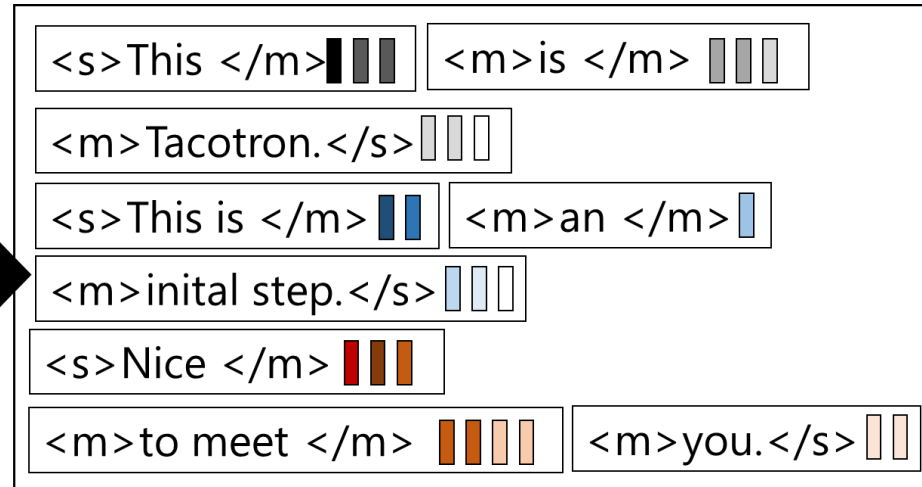 <s>This </m> <m>is </m>
<m>Tacotron.</s>
<s>This is </m> <m>an </m>
<m>inital step.</s>
<s>Nice </m>
<m>to meet </m> <m>you.</s>